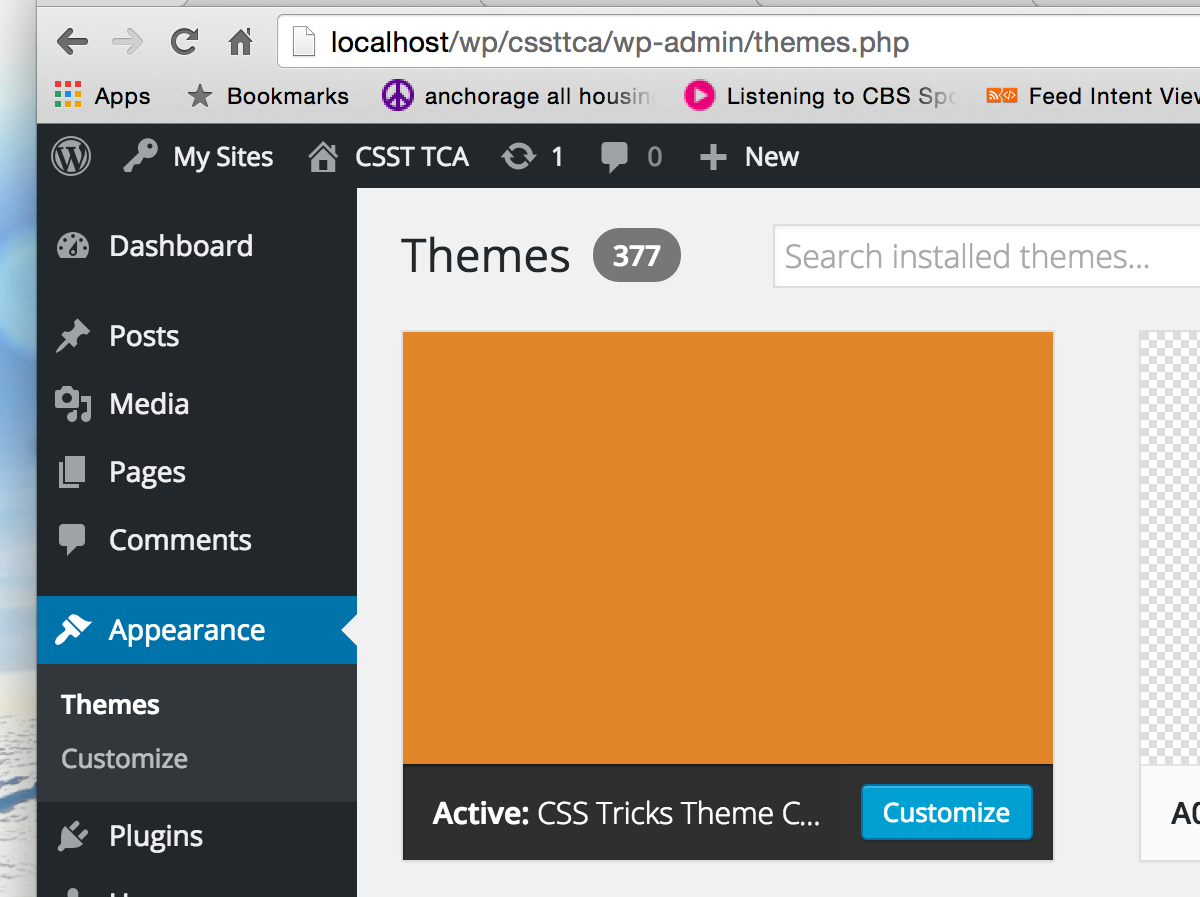 localhost/wp/cssttca/wp-admin/themes.php
Apps Bookmarks anchorage all housin Listening to CBS Spo Feed Intent View
My Sites CSST TCA 1 0 New
Dashboard
Themes 377 Search installed themes...
Posts
Media
Pages
Comments
Appearance
Themes
Customize
Active: CSS Tricks Theme C... Customize
Plugins